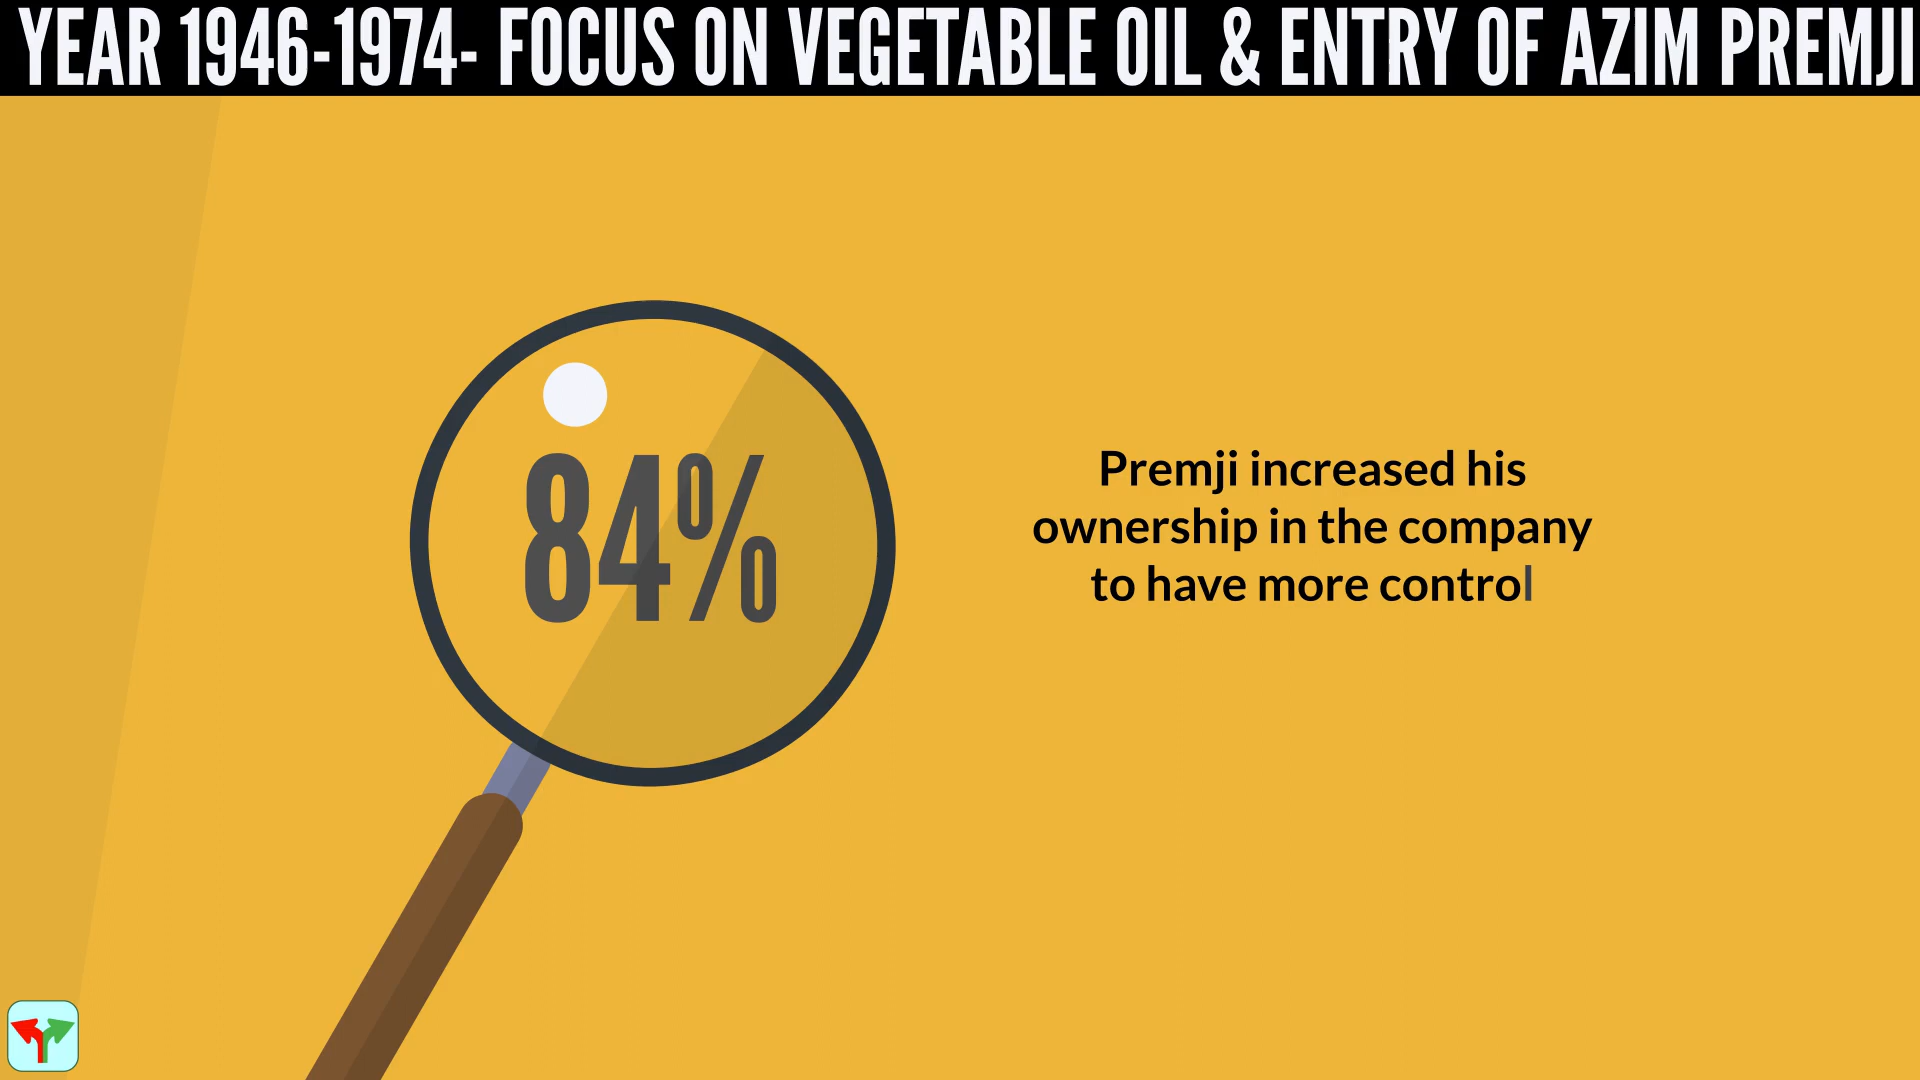 YEAR 1946-1974- FOCUS ON VEGETABLE OIL & ENTRY OF AZIM PREMJI
84%
Premji increased his
ownership in the company
to have more control